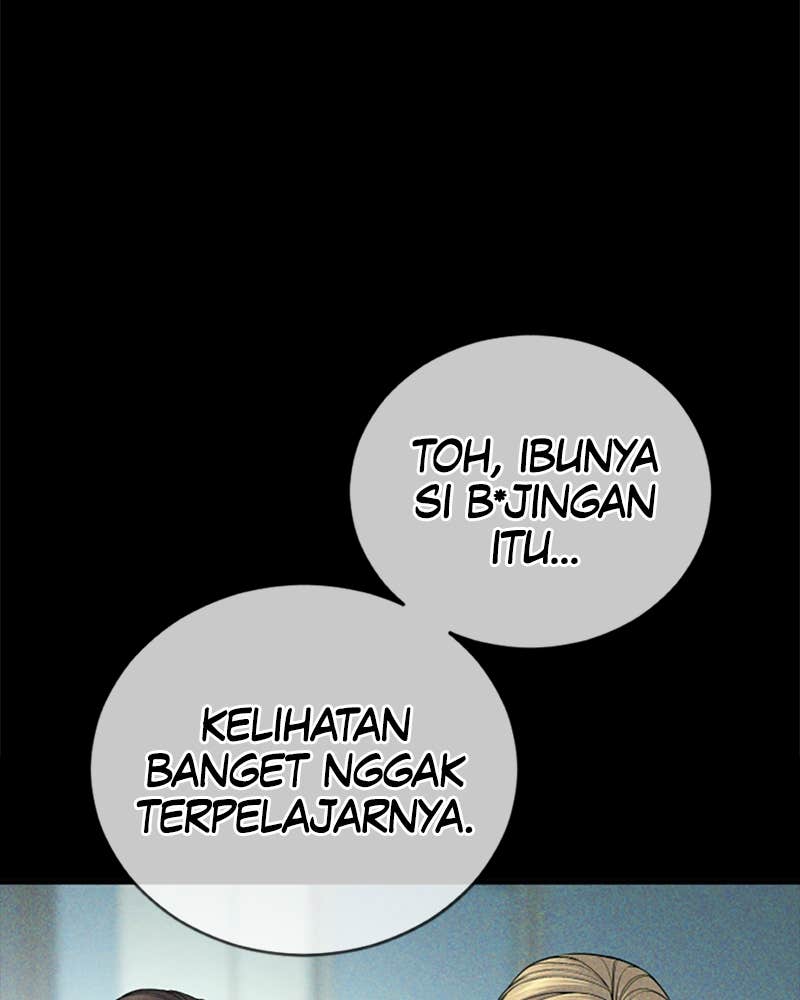 TOH, IBUNYA
SI B*JINGAN
ITU...
KELIHATAN
BANGET NGGAK
TERPELAJARNYA.